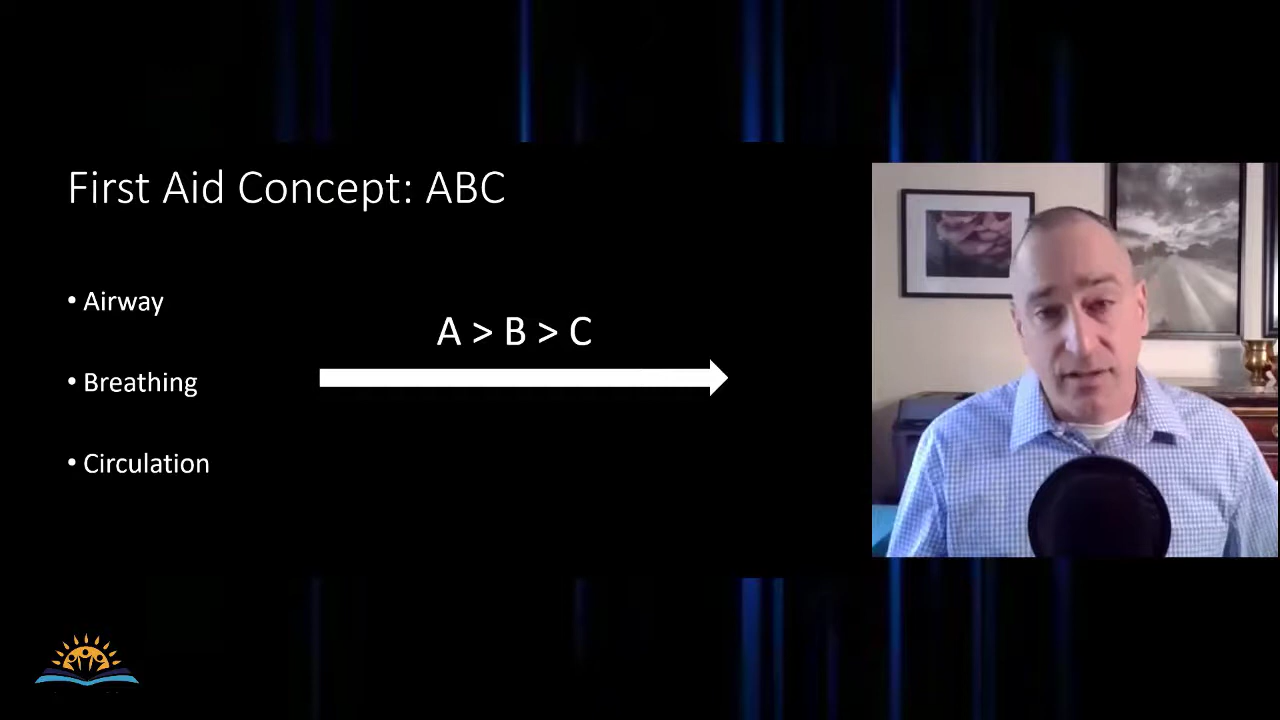 First Aid Concept: ABC
• Airway
A > B > C
• Breathing
• Circulation